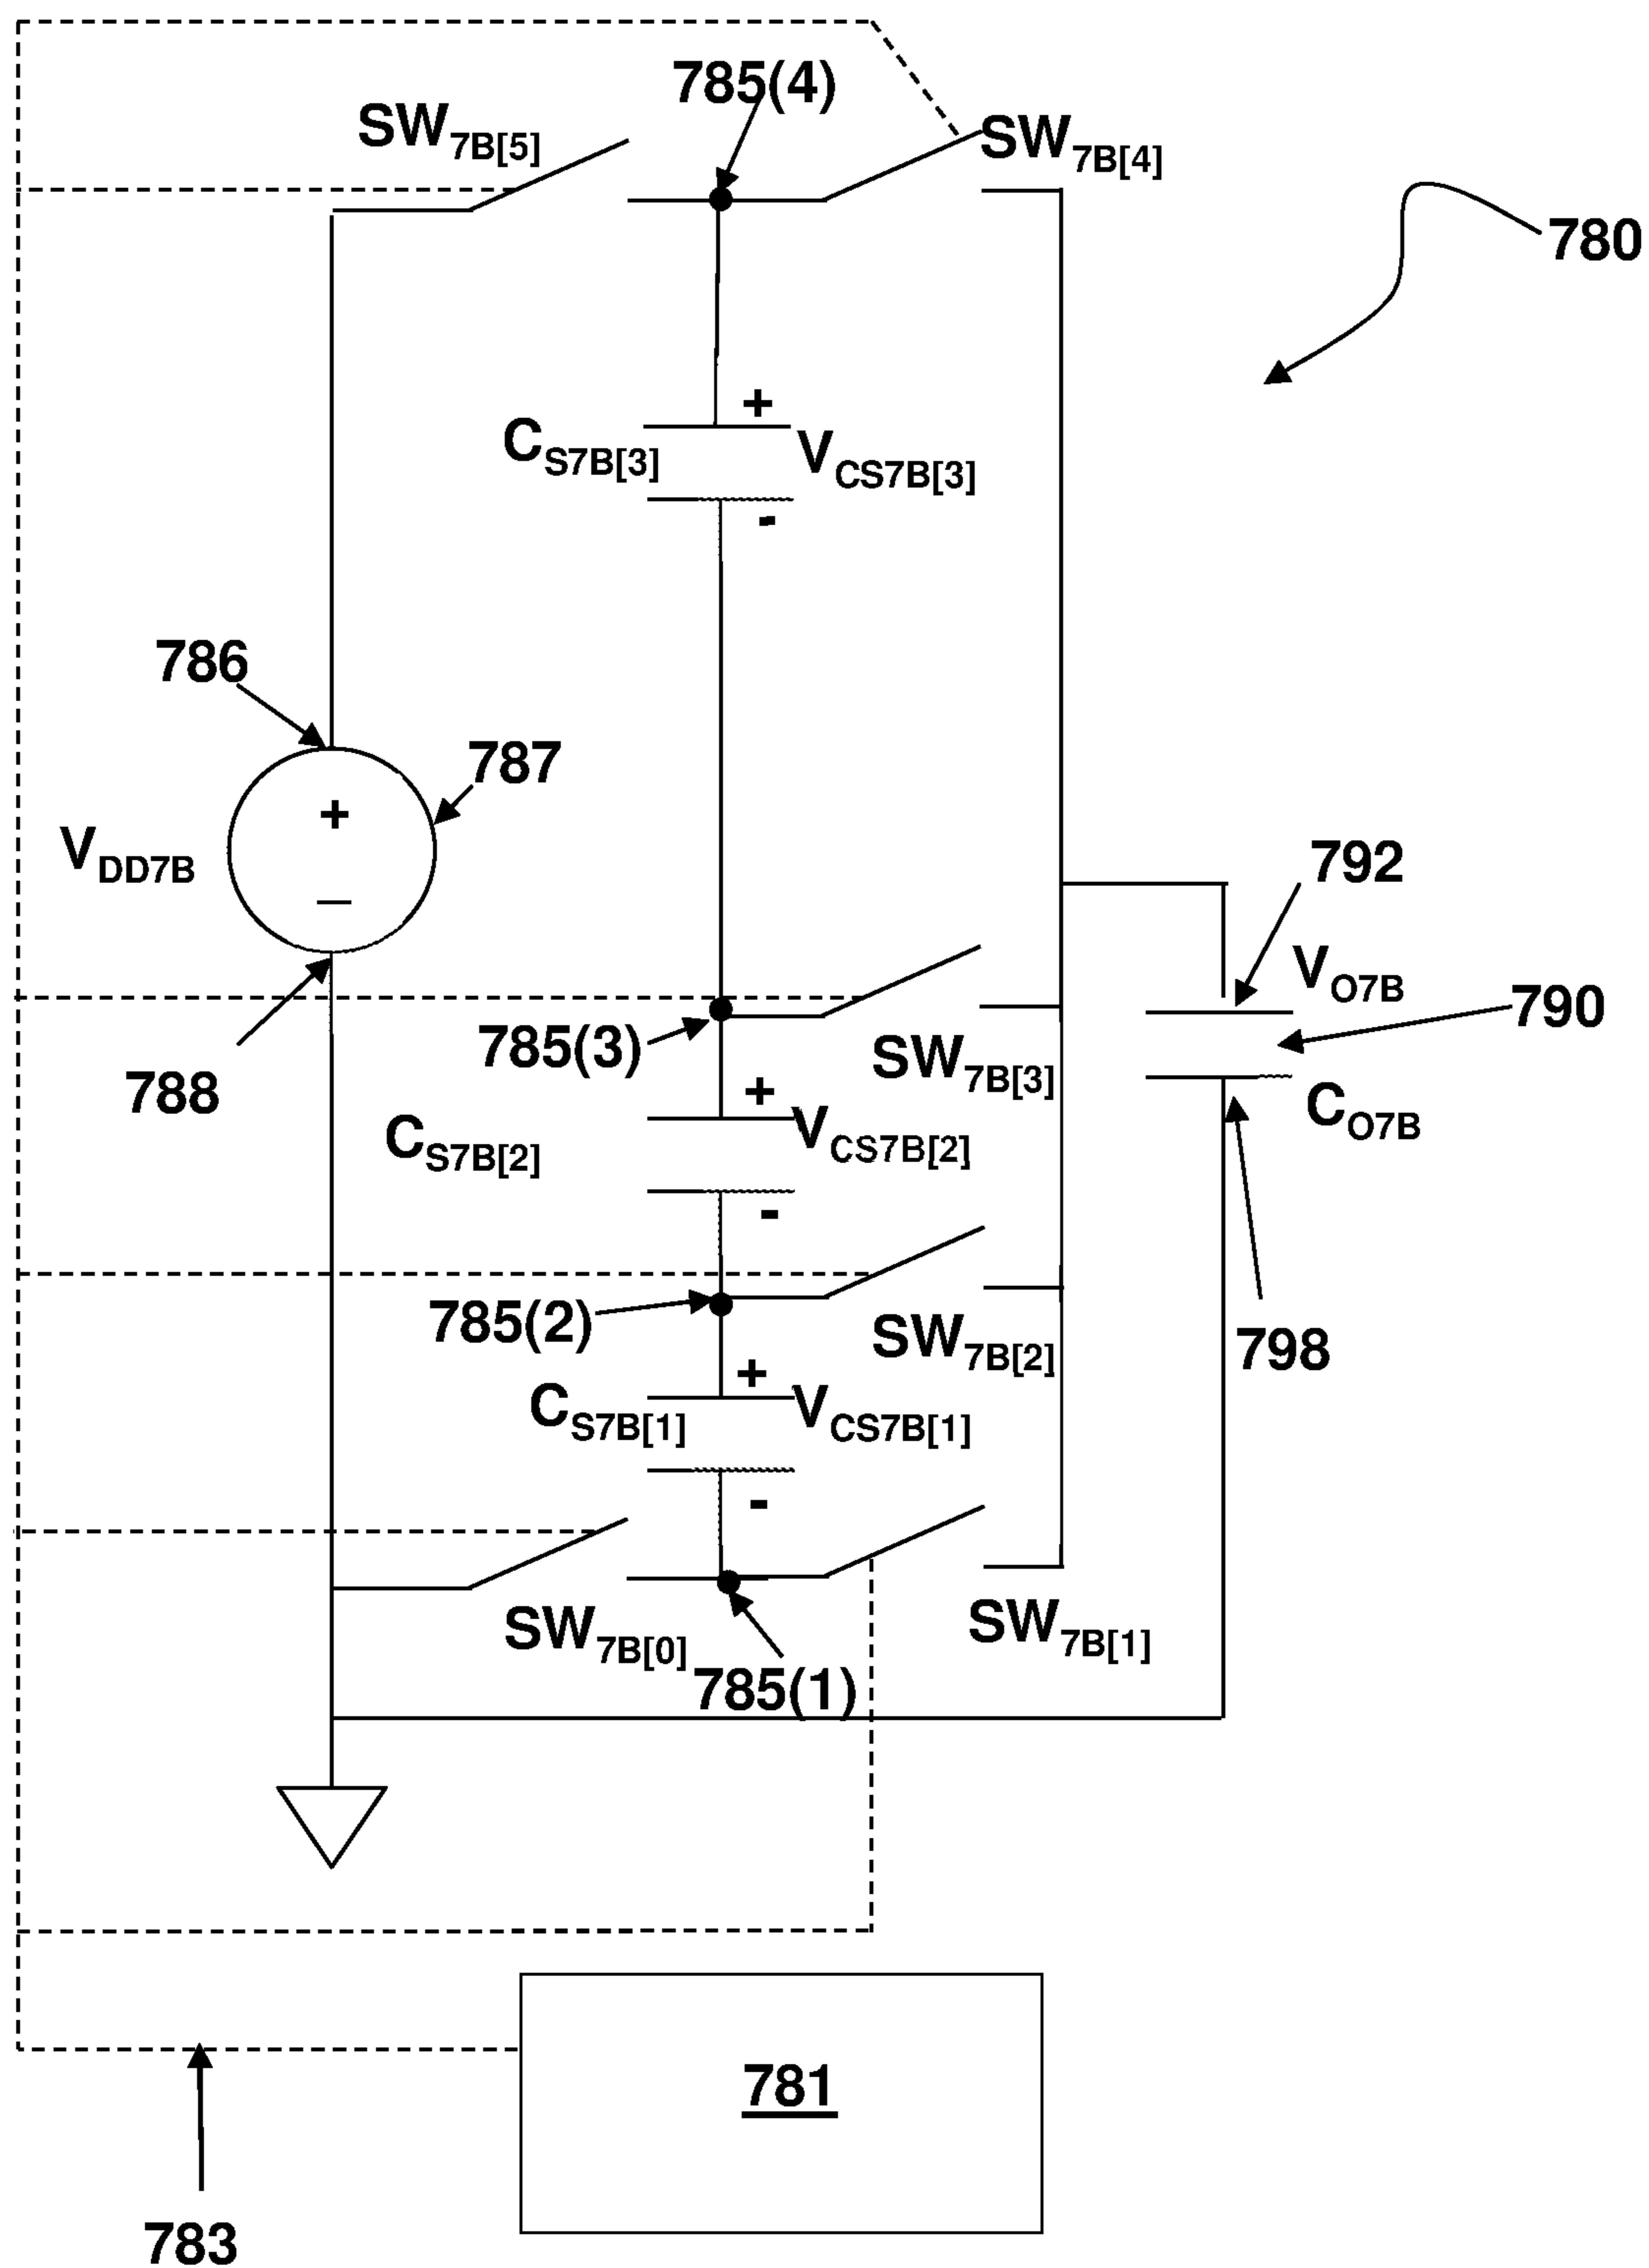 785(4)
SW7B[5]
SW7B[4]
780
+
CS7B[3]
VCS7B[3]
-
786
787
+
VDD7B
–
792
VO7B
790
788
785(3)
SW7B[3]
+
CS7B[2]
VCS7B[2]
CO7B
-
785(2)
SW7B[2]
798
+
CS7B[1]
VCS7B[1]
-
SW7B[0]
SW7B[1]
785(1)
781
783